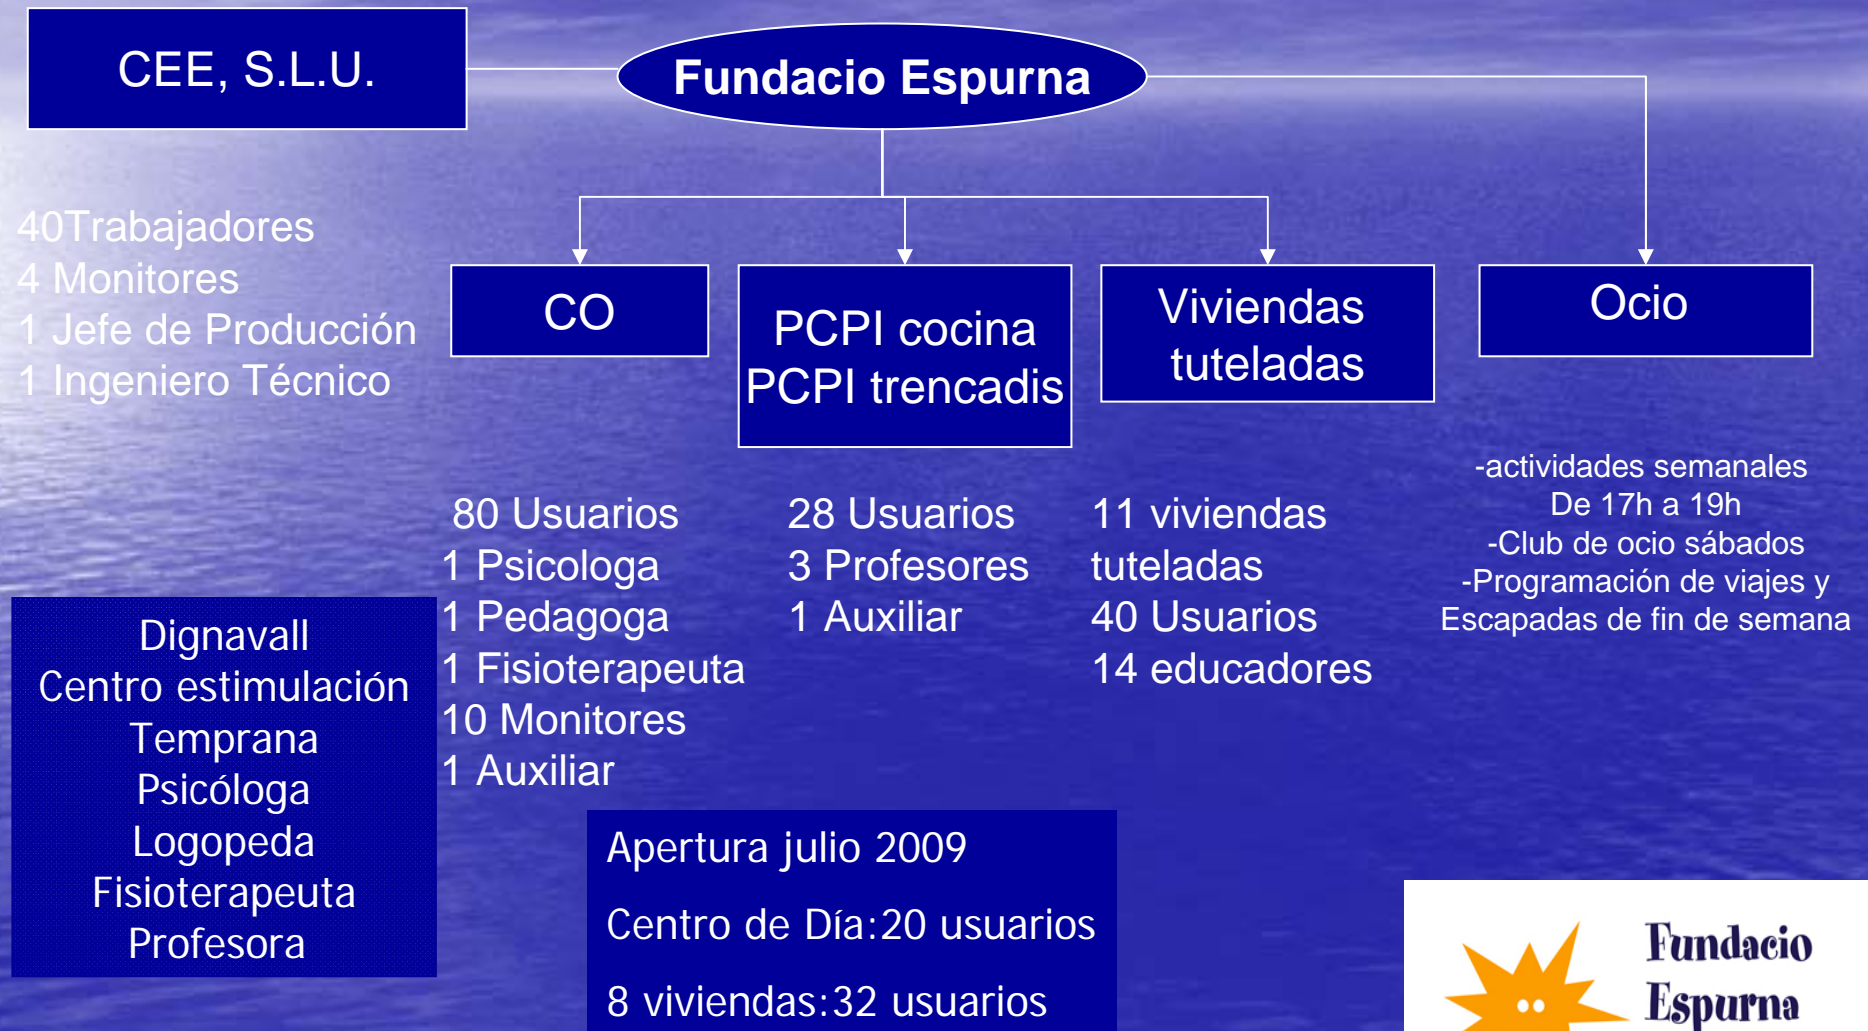 CEE, S.L.U.
Fundacio Espurna
40Trabajadores
4 Monitores
1 Jefe de Producción
1 Ingeniero Técnico
CO
PCPI cocina
PCPI trencadis
Viviendas
tuteladas
Ocio
80 Usuarios
1 Psicologa
1 Pedagoga
1 Fisioterapeuta
10 Monitores
1 Auxiliar
28 Usuarios
3 Profesores
1 Auxiliar
11 viviendas
tuteladas
40 Usuarios
14 educadores
-actividades semanales
De 17h a 19h
-Club de ocio sábados
-Programación de viajes y
Escapadas de fin de semana
Dignavall
Centro estimulación
Temprana
Psicóloga
Logopeda
Fisioterapeuta
Profesora
Apertura julio 2009
Centro de Día:20 usuarios
8 viviendas:32 usuarios
Fundacio
Espurna